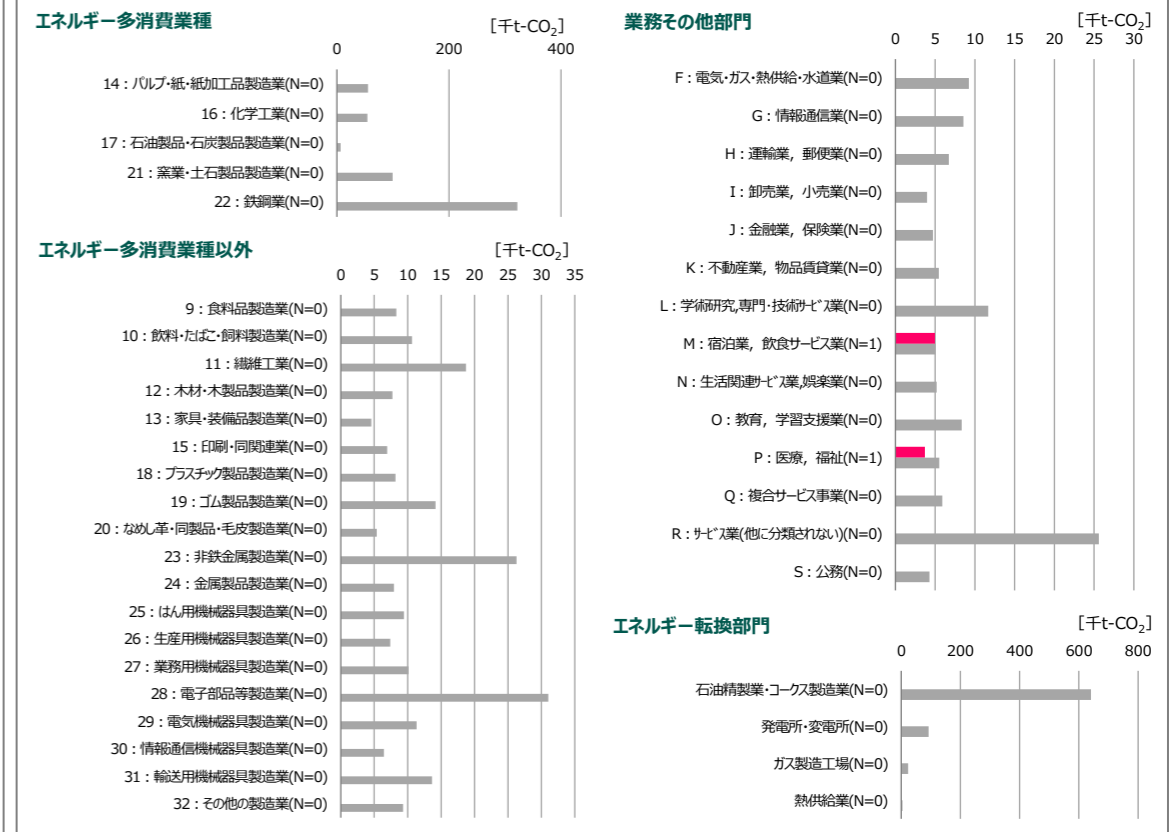 エネルギー多消費業種
[千t-CO₂]
0 200 400
14：パルプ・紙・紙加工品製造業(N=0)
16：化学工業(N=0)
17：石油製品・石炭製品製造業(N=0)
21：窯業・土石製品製造業(N=0)
22：鉄鋼業(N=0)
エネルギー多消費業種以外
[千t-CO₂]
0 5 10 15 20 25 30 35
9：食料品製造業(N=0)
10：飲料・たばこ・飼料製造業(N=0)
11：繊維工業(N=0)
12：木材・木製品製造業(N=0)
13：家具・装備品製造業(N=0)
15：印刷・同関連業(N=0)
18：プラスチック製品製造業(N=0)
19：ゴム製品製造業(N=0)
20：なめし革・同製品・毛皮製造業(N=0)
23：非鉄金属製造業(N=0)
24：金属製品製造業(N=0)
25：はん用機械器具製造業(N=0)
26：生産用機械器具製造業(N=0)
27：業務用機械器具製造業(N=0)
28：電子部品等製造業(N=0)
29：電気機械器具製造業(N=0)
30：情報通信機械器具製造業(N=0)
31：輸送用機械器具製造業(N=0)
32：その他の製造業(N=0)
業務その他部門
[千t-CO₂]
0 5 10 15 20 25 30
F：電気・ガス・熱供給・水道業(N=0)
G：情報通信業(N=0)
H：運輸業，郵便業(N=0)
I：卸売業，小売業(N=0)
J：金融業，保険業(N=0)
K：不動産業，物品賃貸業(N=0)
L：学術研究,専門・技術サービス業(N=0)
M：宿泊業，飲食サービス業(N=1)
N：生活関連サービス業,娯楽業(N=0)
O：教育，学習支援業(N=0)
P：医療，福祉(N=1)
Q：複合サービス事業(N=0)
R：サービス業(他に分類されない)(N=0)
S：公務(N=0)
エネルギー転換部門
[千t-CO₂]
0 200 400 600 800
石油精製業・コークス製造業(N=0)
発電所・変電所(N=0)
ガス製造工場(N=0)
熱供給業(N=0)